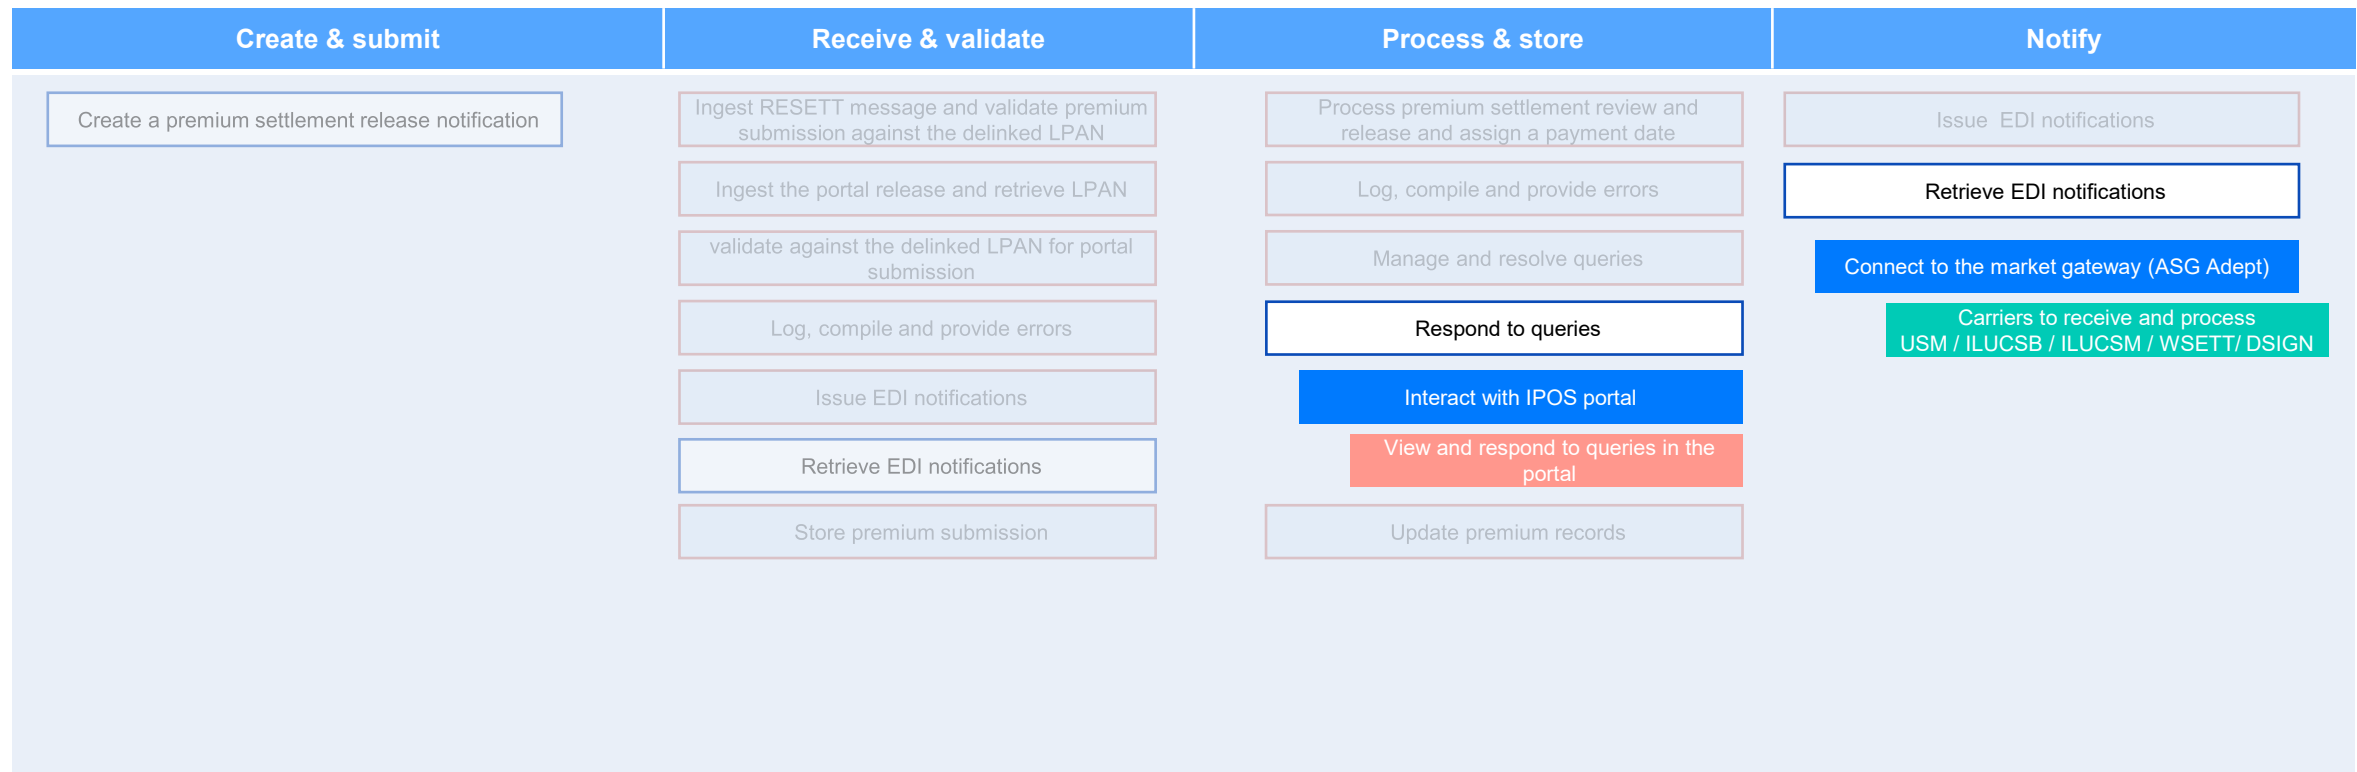 Create & submit
Receive & validate
Process & store
Notify
Create a premium settlement release notification
Ingest RESETT message and validate premium
submission against the delinked LPAN
Ingest the portal release and retrieve LPAN
validate against the delinked LPAN for portal
submission
Log, compile and provide errors
Issue EDI notifications
Retrieve EDI notifications
Store premium submission
Process premium settlement review and
release and assign a payment date
Log, compile and provide errors
Manage and resolve queries
Respond to queries
Interact with IPOS portal
View and respond to queries in the
portal
Update premium records
Issue  EDI notifications
Retrieve EDI notifications
Connect to the market gateway (ASG Adept)
Carriers to receive and process
USM / ILUCSB / ILUCSM / WSETT/ DSIGN